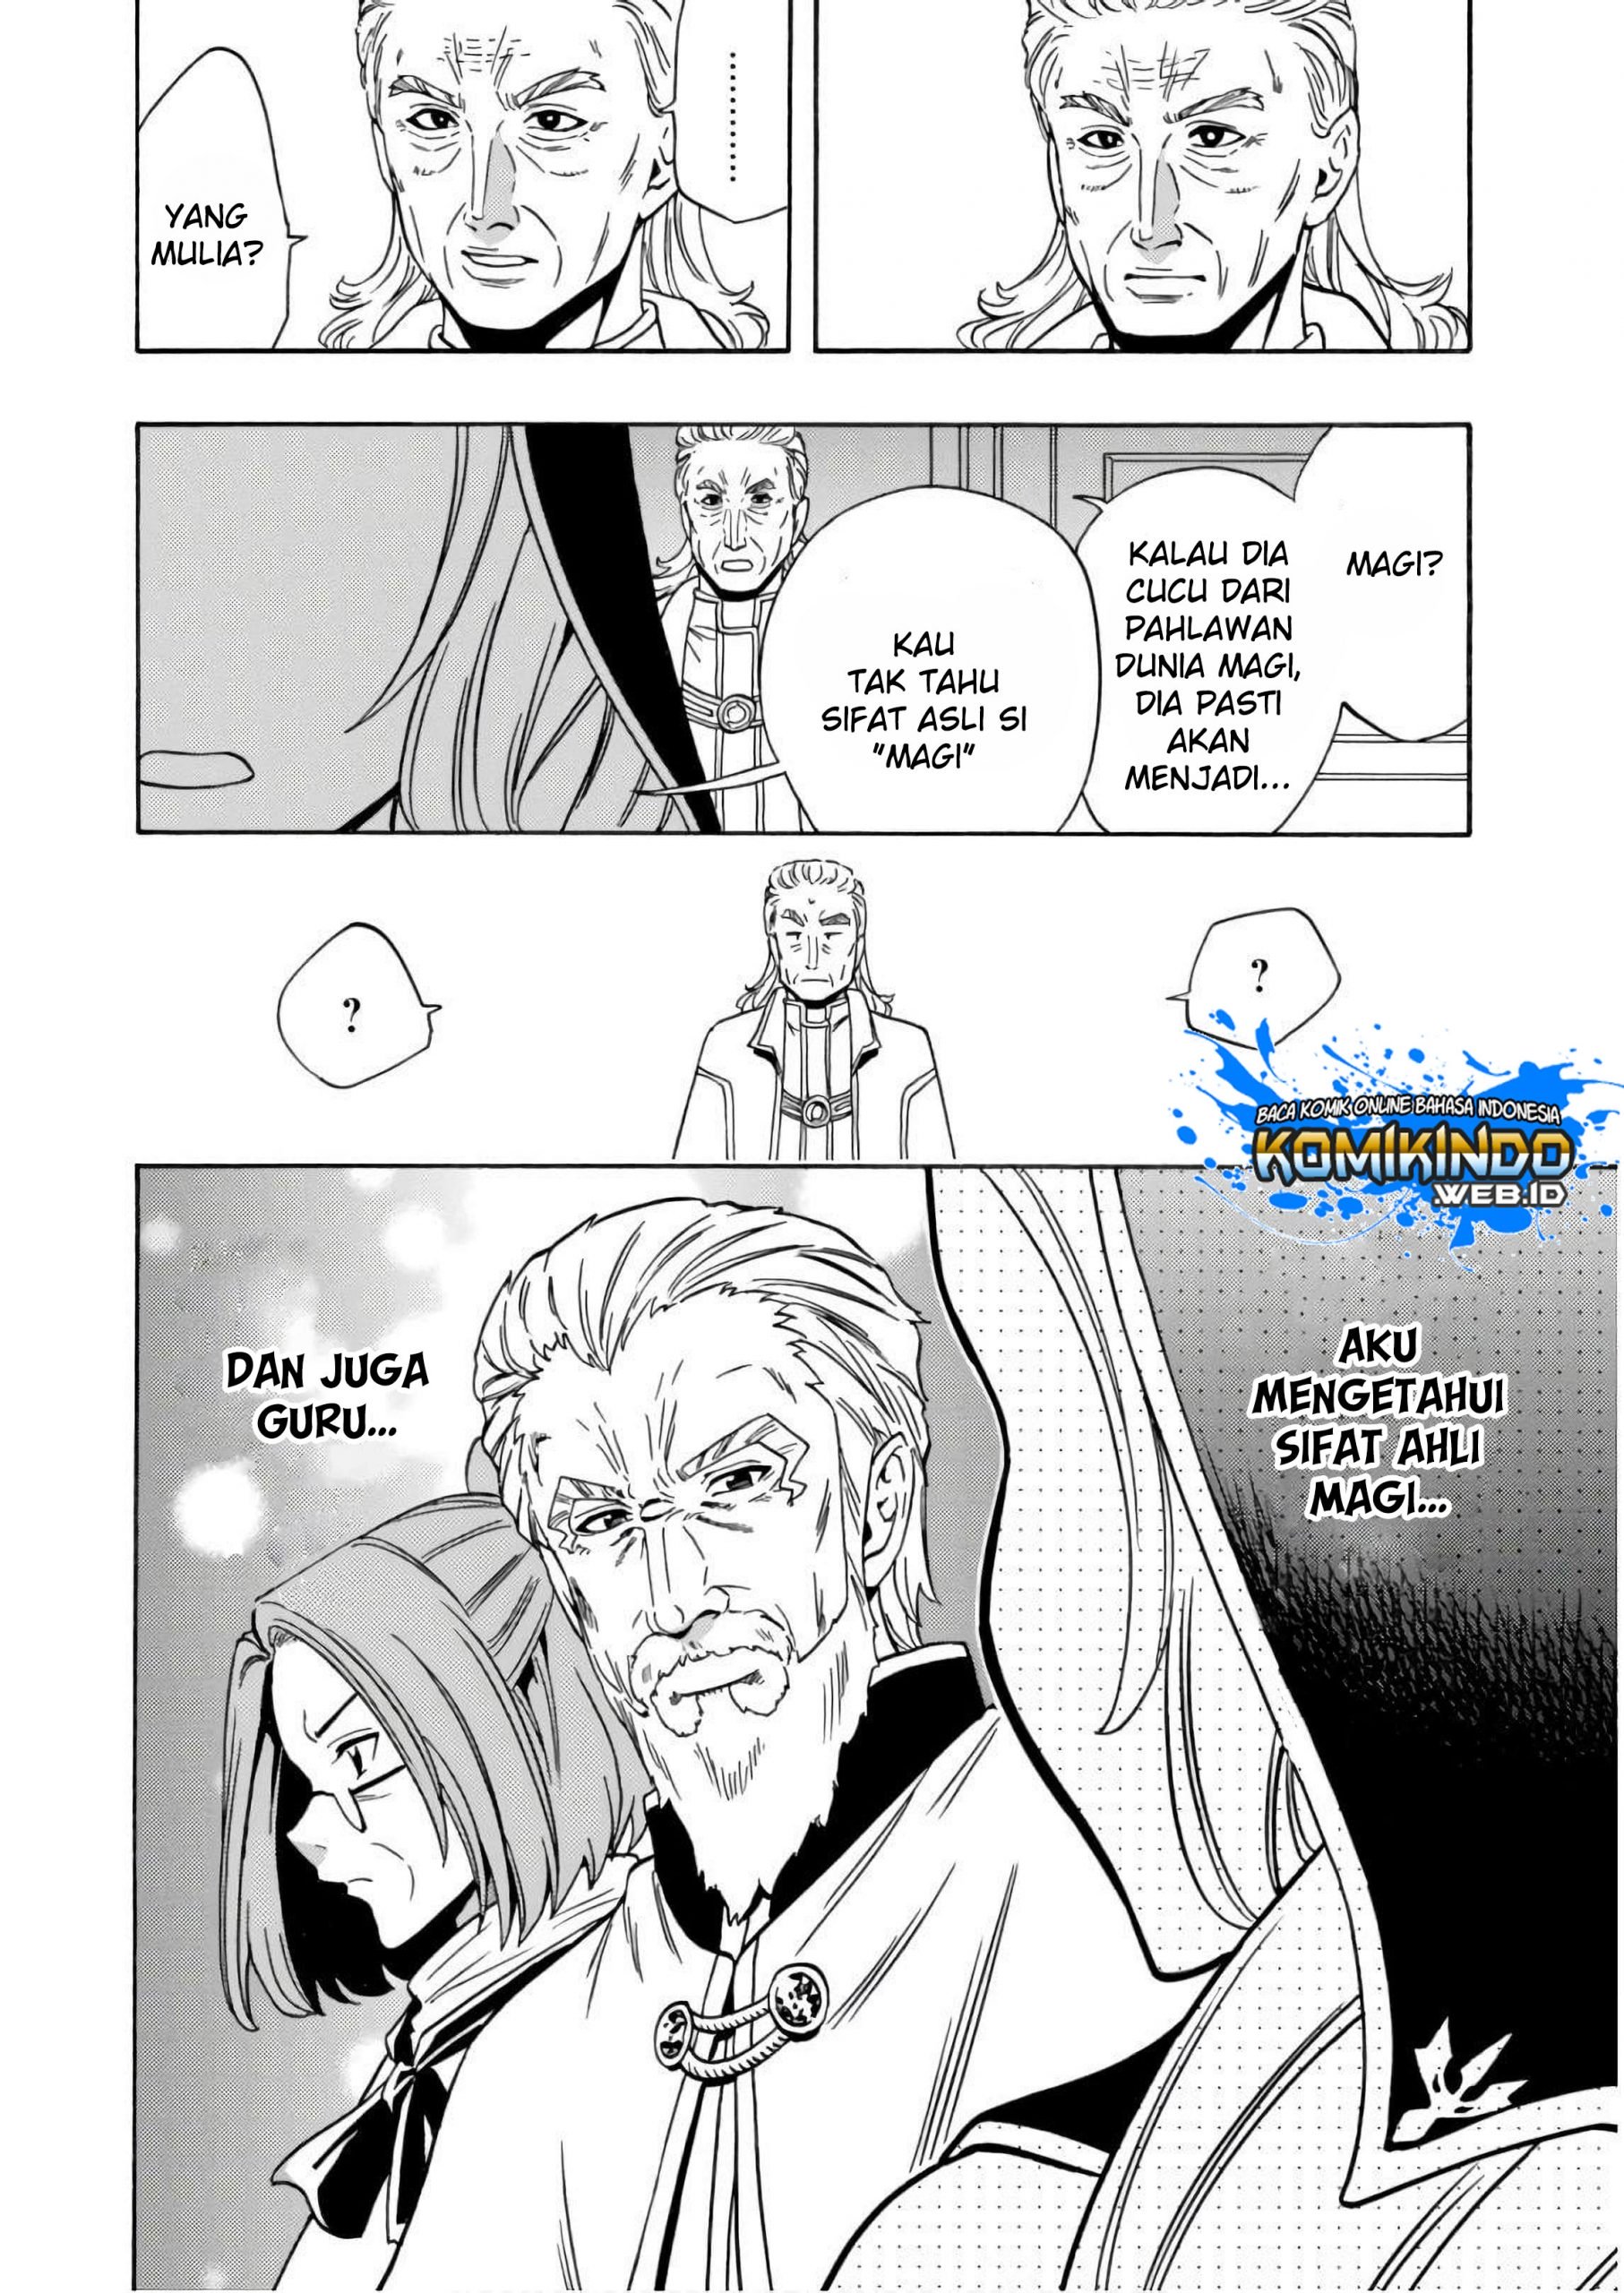 .........
YANG
MULIA?
MAGI?
KALAU DIA
CUCU DARI
PAHLAWAN
DUNIA MAGI,
DIA PASTI
AKAN
MENJADI...
KAU
TAK TAHU
SIFAT ASLI SI
"MAGI"
?
?
BACA KOMIK ONLINE BAHASA INDONESIA
KOMIKINDO
.WEB.ID
AKU
MENGETAHUI
SIFAT AHLI
MAGI...
DAN JUGA
GURU...